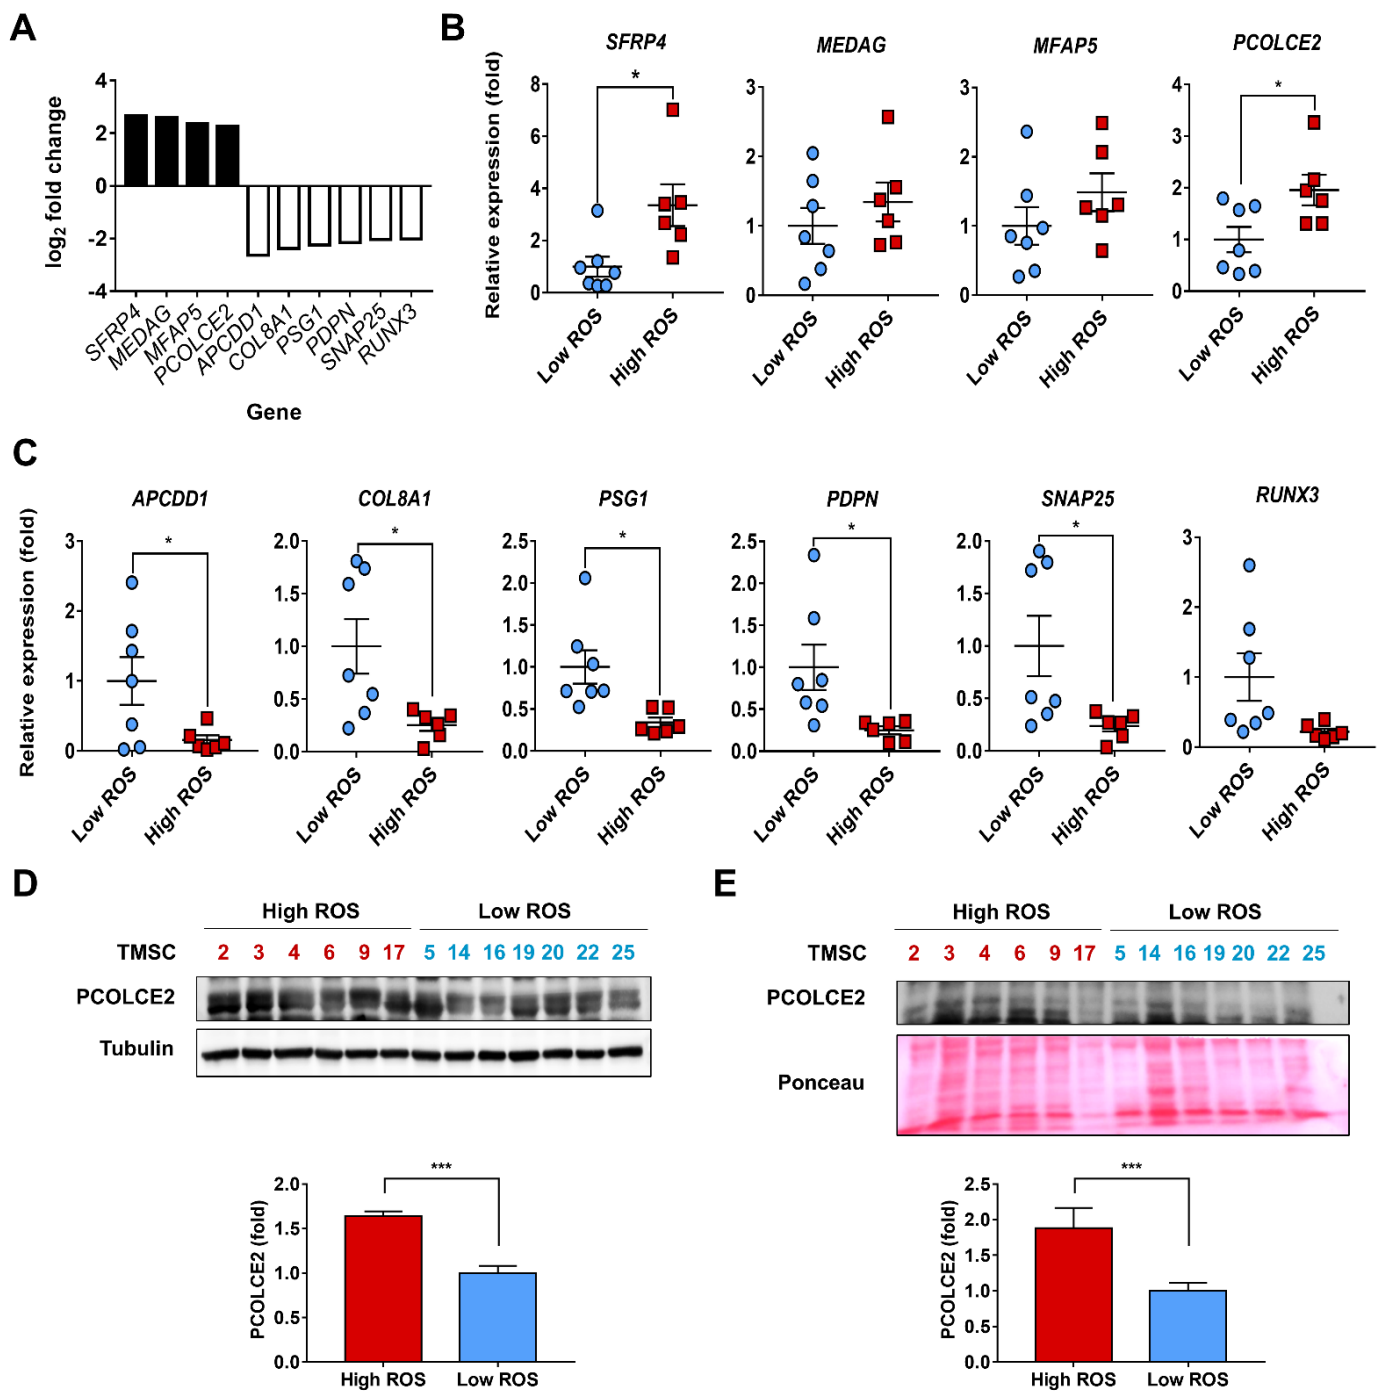 A
log2 fold change
4
2
0
-2
-4
SFRP4
MEDAG
MFAP5
PCOLCE2
APCDD1
COL8A1
PSG1
PDPN
SNAP25
RUNX3
Gene
B
Relative expression (fold)
SFRP4
*
8
6
4
2
0
Low ROS
High ROS
MEDAG
3
2
1
0
Low ROS
High ROS
MFAP5
3
2
1
0
Low ROS
High ROS
PCOLCE2
*
4
3
2
1
0
Low ROS
High ROS
C
Relative expression (fold)
APCDD1
*
3
2
1
0
Low ROS
High ROS
COL8A1
*
2.0
1.5
1.0
0.5
0.0
Low ROS
High ROS
PSG1
*
2.5
2.0
1.5
1.0
0.5
0.0
Low ROS
High ROS
PDPN
*
2.5
2.0
1.5
1.0
0.5
0.0
Low ROS
High ROS
SNAP25
*
2.0
1.5
1.0
0.5
0.0
Low ROS
High ROS
RUNX3
3
2
1
0
Low ROS
High ROS
D
High ROS Low ROS
TMSC 2 3 4 6 9 17 5 14 16 19 20 22 25
PCOLCE2
Tubulin
PCOLCE2 (fold)
***
2.0
1.5
1.0
0.5
0.0
High ROS Low ROS
E
High ROS Low ROS
TMSC 2 3 4 6 9 17 5 14 16 19 20 22 25
PCOLCE2
Ponceau
PCOLCE2 (fold)
***
2.5
2.0
1.5
1.0
0.5
0.0
High ROS Low ROS